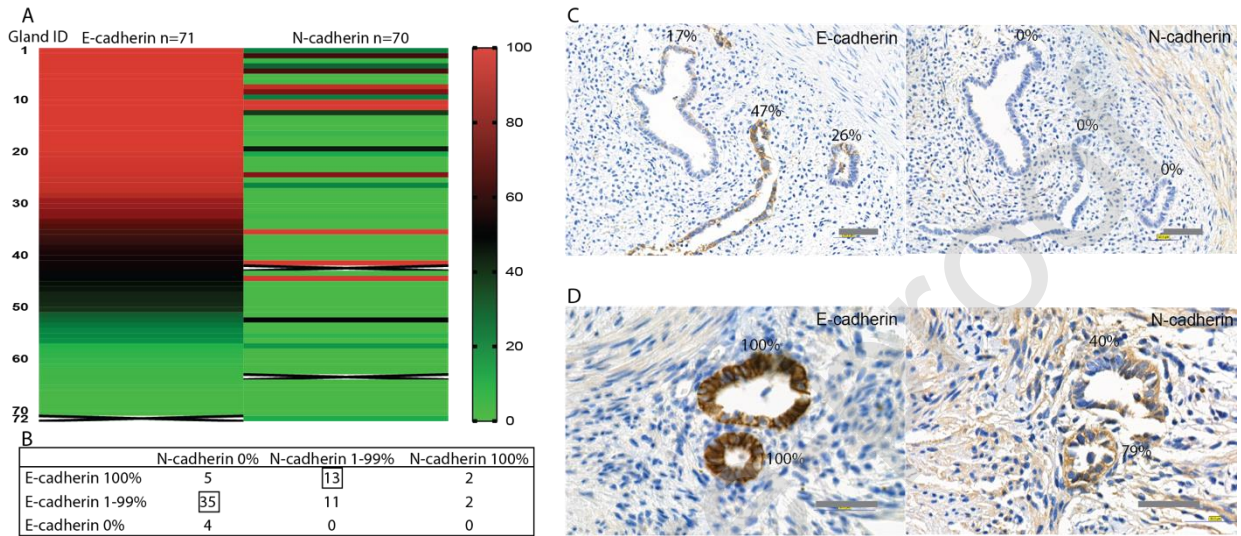 A
Gland ID
E-cadherin n=71
N-cadherin n=70
1
10
20
30
40
50
60
70
72
100
80
60
40
20
0
B
N-cadherin 0% N-cadherin 1-99% N-cadherin 100%
E-cadherin 100% 5 13 2
E-cadherin 1-99% 35 11 2
E-cadherin 0% 4 0 0
C
E-cadherin
17%
47%
26%
N-cadherin
0%
0%
0%
D
E-cadherin
100%
100%
N-cadherin
40%
79%